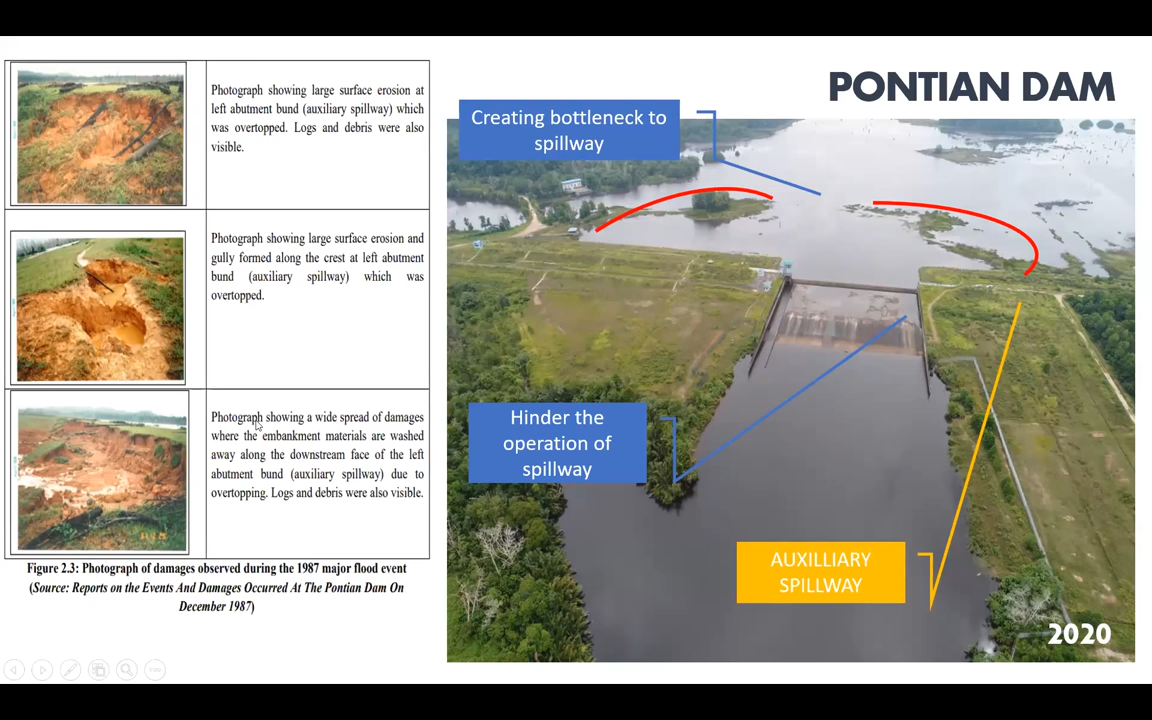 PONTIAN DAM
Photograph showing large surface erosion at
left abutment bund (auxiliary spillway) which
was overtopped. Logs and debris were also
visible.
Photograph showing large surface erosion and
gully formed along the crest at left abutment
bund (auxiliary spillway) which was
overtopped.
Photograph showing a wide spread of damages
where the embankment materials are washed
away along the downstream face of the left
abutment bund (auxiliary spillway) due to
overtopping. Logs and debris were also visible.
Figure 2.3: Photograph of damages observed during the 1987 major flood event
(Source: Reports on the Events And Damages Occurred At The Pontian Dam On
December 1987)
Creating bottleneck to
spillway
Hinder the
operation of
spillway
AUXILLIARY
SPILLWAY
2020